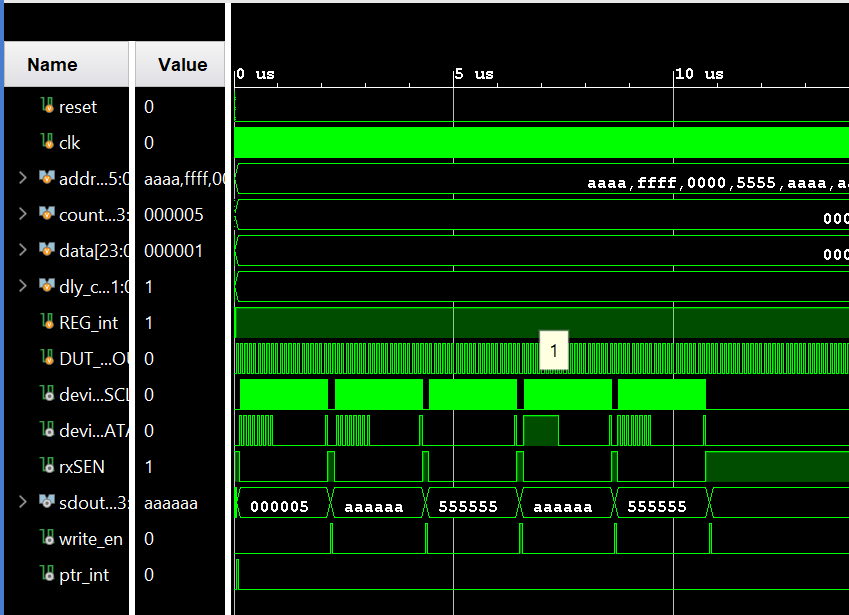 Name Value 0 us 5 us 10 us
reset 0
clk 0
addr...5:0 aaaa,ffff,00 aaaa,ffff,0000,5555,aaaa,a
count...3: 000005 000
data[23:0 000001 000
dly_c...1:0 1
REG_int 1
DUT_...OU 0 1
devi...SCL 0
devi...ATA 0
rxSEN 1
sdout...3: aaaaaa 000005 aaaaaa 555555 aaaaaa 555555
write_en 0
ptr_int 0